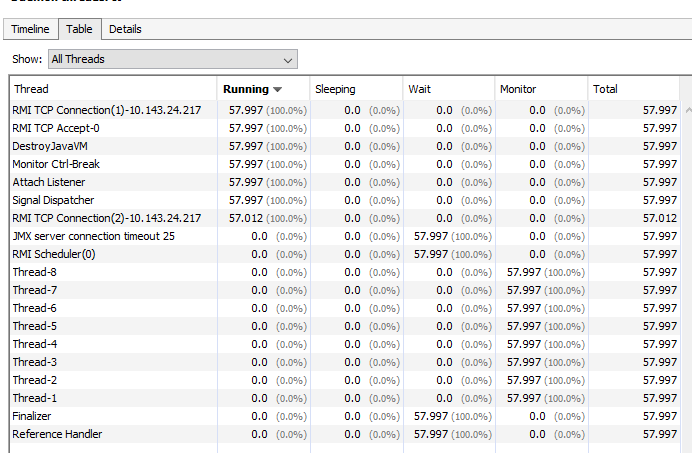 Timeline Table Details
Show: All Threads
Thread Running Sleeping Wait Monitor Total
RMI TCP Connection(1)-10.143.24.217 57.997 (100.0%) 0.0 (0.0%) 0.0 (0.0%) 0.0 (0.0%) 57.997
RMI TCP Accept-0 57.997 (100.0%) 0.0 (0.0%) 0.0 (0.0%) 0.0 (0.0%) 57.997
DestroyJavaVM 57.997 (100.0%) 0.0 (0.0%) 0.0 (0.0%) 0.0 (0.0%) 57.997
Monitor Ctrl-Break 57.997 (100.0%) 0.0 (0.0%) 0.0 (0.0%) 0.0 (0.0%) 57.997
Attach Listener 57.997 (100.0%) 0.0 (0.0%) 0.0 (0.0%) 0.0 (0.0%) 57.997
Signal Dispatcher 57.997 (100.0%) 0.0 (0.0%) 0.0 (0.0%) 0.0 (0.0%) 57.997
RMI TCP Connection(2)-10.143.24.217 57.012 (100.0%) 0.0 (0.0%) 0.0 (0.0%) 0.0 (0.0%) 57.012
JMX server connection timeout 25 0.0 (0.0%) 0.0 (0.0%) 57.997 (100.0%) 0.0 (0.0%) 57.997
RMI Scheduler(0) 0.0 (0.0%) 0.0 (0.0%) 57.997 (100.0%) 0.0 (0.0%) 57.997
Thread-8 0.0 (0.0%) 0.0 (0.0%) 0.0 (0.0%) 57.997 (100.0%) 57.997
Thread-7 0.0 (0.0%) 0.0 (0.0%) 0.0 (0.0%) 57.997 (100.0%) 57.997
Thread-6 0.0 (0.0%) 0.0 (0.0%) 0.0 (0.0%) 57.997 (100.0%) 57.997
Thread-5 0.0 (0.0%) 0.0 (0.0%) 0.0 (0.0%) 57.997 (100.0%) 57.997
Thread-4 0.0 (0.0%) 0.0 (0.0%) 0.0 (0.0%) 57.997 (100.0%) 57.997
Thread-3 0.0 (0.0%) 0.0 (0.0%) 0.0 (0.0%) 57.997 (100.0%) 57.997
Thread-2 0.0 (0.0%) 0.0 (0.0%) 0.0 (0.0%) 57.997 (100.0%) 57.997
Thread-1 0.0 (0.0%) 0.0 (0.0%) 0.0 (0.0%) 57.997 (100.0%) 57.997
Finalizer 0.0 (0.0%) 0.0 (0.0%) 57.997 (100.0%) 0.0 (0.0%) 57.997
Reference Handler 0.0 (0.0%) 0.0 (0.0%) 57.997 (100.0%) 0.0 (0.0%) 57.997